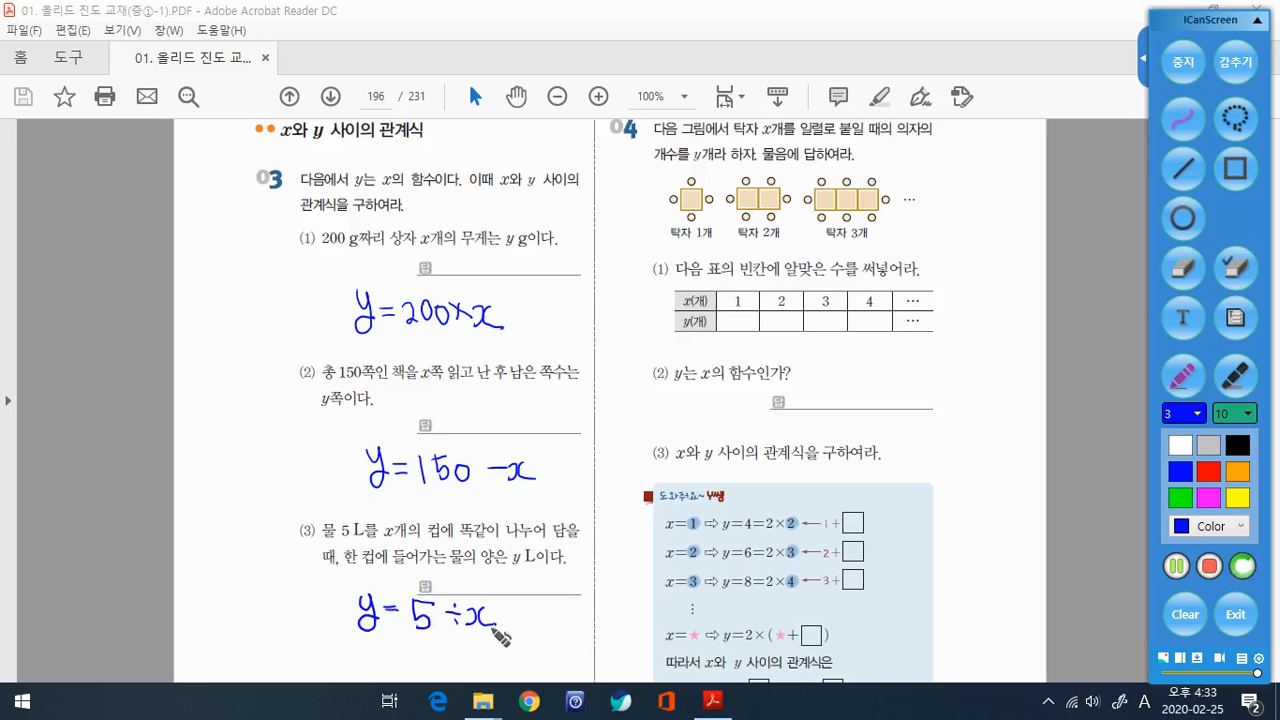 01. 올리드 진도 교재(중①-1).PDF - Adobe Acrobat Reader DC
파일(F) 편집(E) 보기(V) 창(W) 도움말(H)
홈 도구 01. 올리드 진도 교... ×
196 / 231 100%
x와 y 사이의 관계식
03 다음에서 y는 x의 함수이다. 이때 x와 y 사이의
관계식을 구하여라.
(1) 200 g짜리 상자 x개의 무게는 y g이다.
답
y=200×x
(2) 총 150쪽인 책을 x쪽 읽고 난 후 남은 쪽수는
y쪽이다.
답
y=150-x
(3) 물 5 L를 x개의 컵에 똑같이 나누어 담을
때, 한 컵에 들어가는 물의 양은 y L이다.
답
y=5÷x
04 다음 그림에서 탁자 x개를 일렬로 붙일 때의 의자의
개수를 y개라 하자. 물음에 답하여라.
…
탁자 1개 탁자 2개 탁자 3개
(1) 다음 표의 빈칸에 알맞은 수를 써넣어라.
x(개) 1 2 3 4 …
y(개) …
(2) y는 x의 함수인가?
답
(3) x와 y 사이의 관계식을 구하여라.
도와줘요~ Y쌤
x=1 ⇨ y=4=2×2 ← 1+□
x=2 ⇨ y=6=2×3 ← 2+□
x=3 ⇨ y=8=2×4 ← 3+□
⋮
x=★ ⇨ y=2×(★+□)
따라서 x와 y 사이의 관계식은
ICanScreen
중지 감추기
T
3 10
Color
Clear Exit
A 오후 4:33
2020-02-25 2